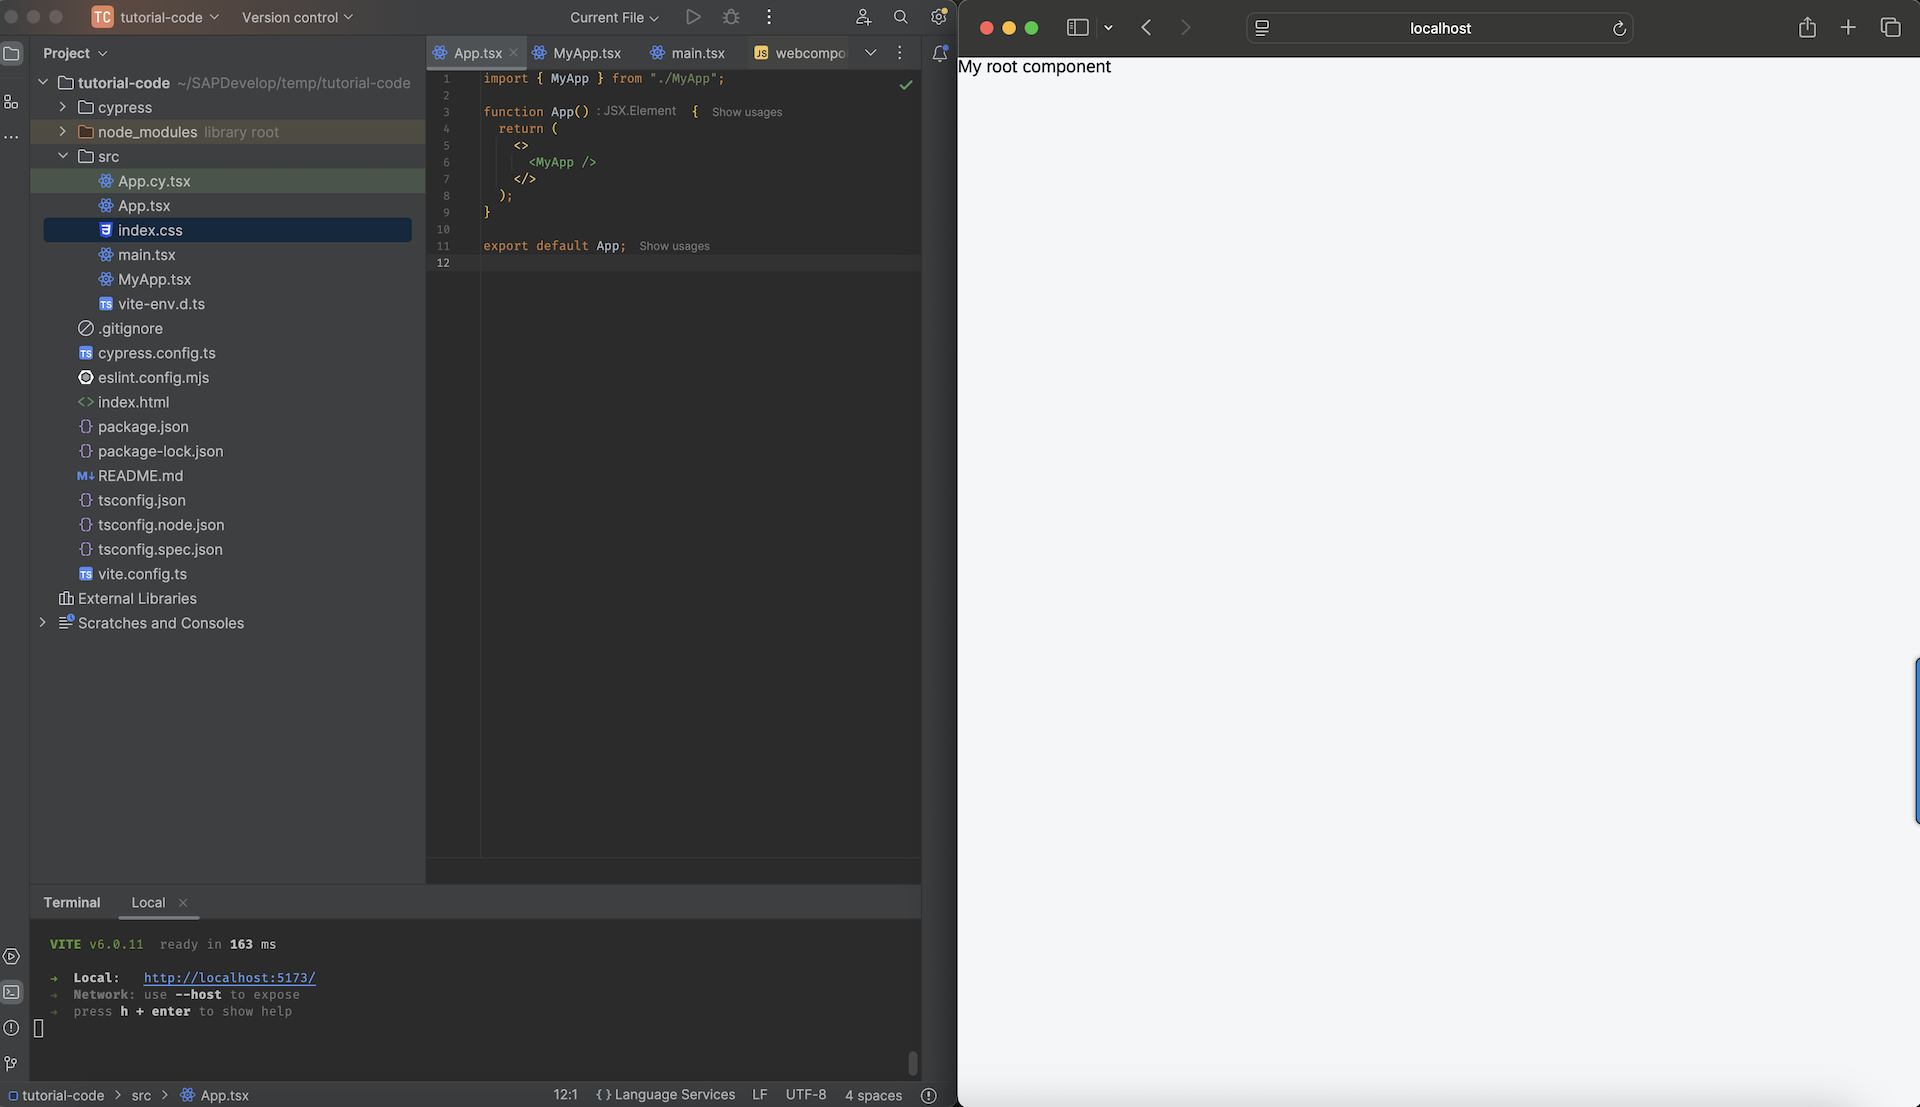 TC tutorial-code Version control Current File
Project
tutorial-code ~/SAPDevelop/temp/tutorial-code
cypress
node_modules library root
src
App.cy.tsx
App.tsx
index.css
main.tsx
MyApp.tsx
TS vite-env.d.ts
.gitignore
TS cypress.config.ts
eslint.config.mjs
<> index.html
{} package.json
{} package-lock.json
M↓ README.md
{} tsconfig.json
{} tsconfig.node.json
{} tsconfig.spec.json
TS vite.config.ts
External Libraries
Scratches and Consoles
App.tsx MyApp.tsx main.tsx JS webcompo
1 import { MyApp } from "./MyApp";
2
3 function App() : JSX.Element { Show usages
4 return (
5 <>
6 <MyApp />
7 </>
8 );
9 }
10
11 export default App; Show usages
12
Terminal Local
VITE v6.0.11 ready in 163 ms
➜ Local: http://localhost:5173/
➜ Network: use --host to expose
➜ press h + enter to show help
tutorial-code > src > App.tsx 12:1 {} Language Services LF UTF-8 4 spaces
localhost
My root component